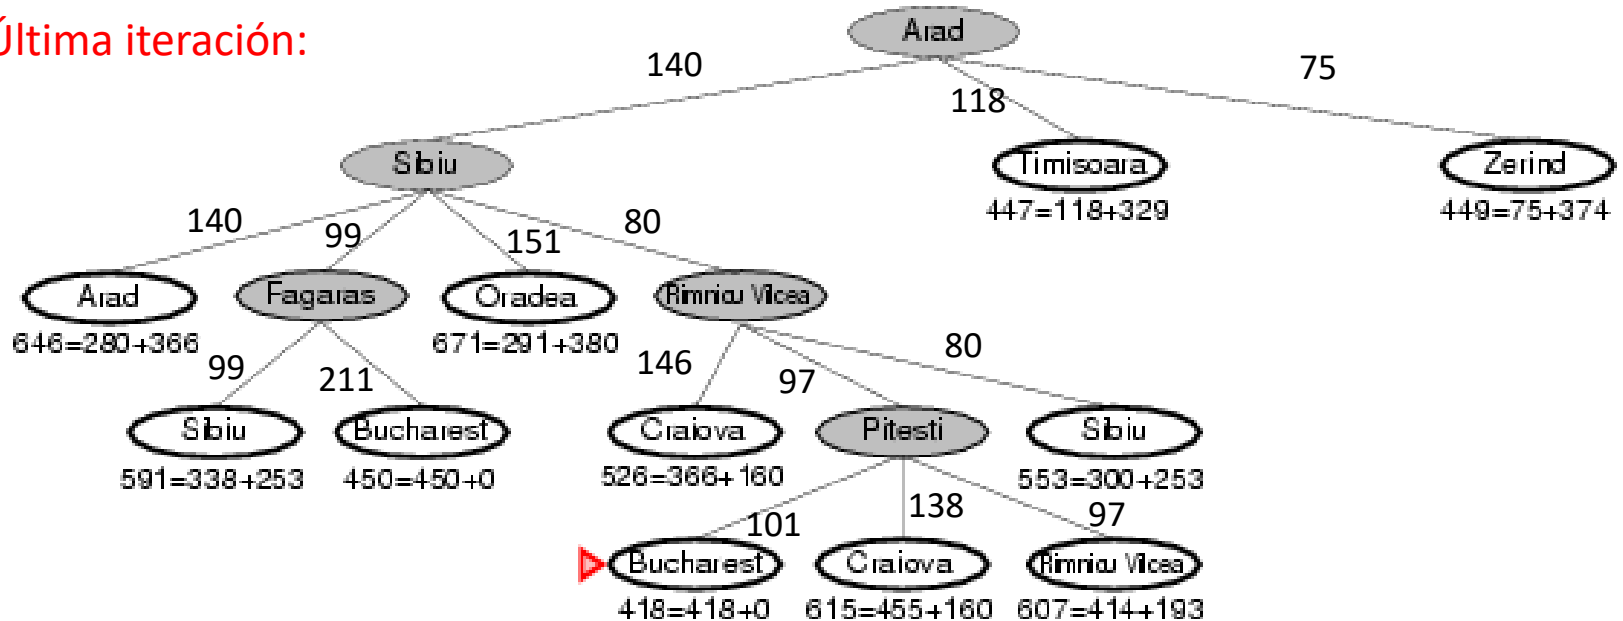 Última iteración:
Arad
140
118
75
Sibiu
Timisoara
Zerind
447=118+329
449=75+374
140
99
151
80
Arad
Fagaras
Oradea
Rimnicu Vilcea
646=280+366
671=291+380
99
211
146
97
80
Sibiu
Bucharest
Craiova
Pitesti
Sibiu
591=338+253
450=450+0
526=366+160
553=300+253
101
138
97
Bucharest
Craiova
Rimnicu Vilcea
418=418+0
615=455+160
607=414+193